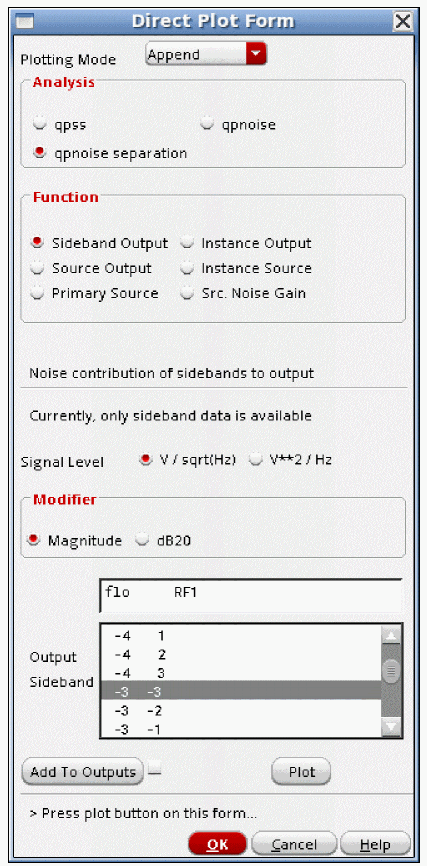 Direct Plot Form
Plotting Mode Append
Analysis
qpss qpnoise
qpnoise separation
Function
Sideband Output Instance Output
Source Output Instance Source
Primary Source Src. Noise Gain
Noise contribution of sidebands to output
Currently, only sideband data is available
Signal Level V / sqrt(Hz) V**2 / Hz
Modifier
Magnitude dB20
flo RF1
Output
Sideband
-4 1
-4 2
-4 3
-3 -3
-3 -2
-3 -1
Add To Outputs Plot
> Press plot button on this form...
OK Cancel Help